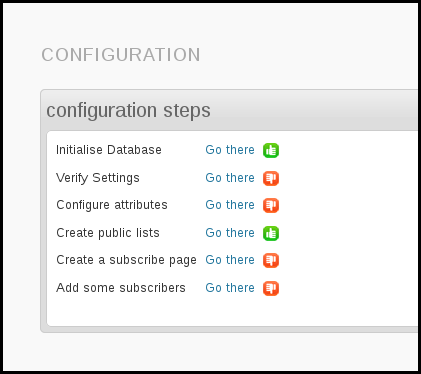 CONFIGURATION
configuration steps
Initialise Database Go there
Verify Settings Go there
Configure attributes Go there
Create public lists Go there
Create a subscribe page Go there
Add some subscribers Go there